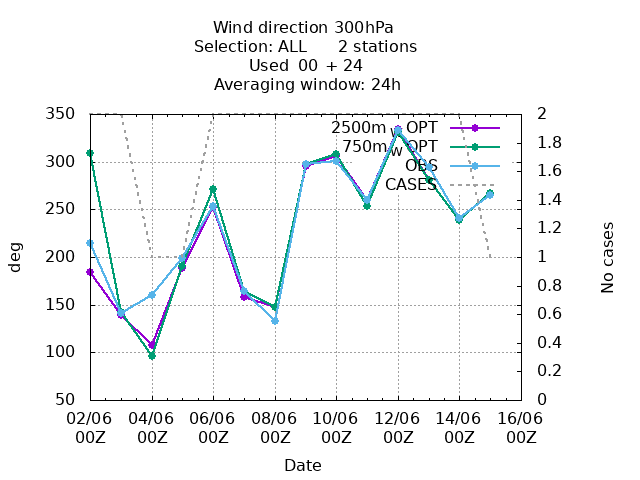 Wind direction 300hPa
Selection: ALL 2 stations
Used 00 + 24
Averaging window: 24h
350
300
250
200
150
100
50
2
1.8
1.6
1.4
1.2
1
0.8
0.6
0.4
0.2
0
deg
No cases
2500m_w OPT
750m_w OPT
OBS
CASES
02/06 04/06 06/06 08/06 10/06 12/06 14/06 16/06
00Z 00Z 00Z 00Z 00Z 00Z 00Z 00Z
Date